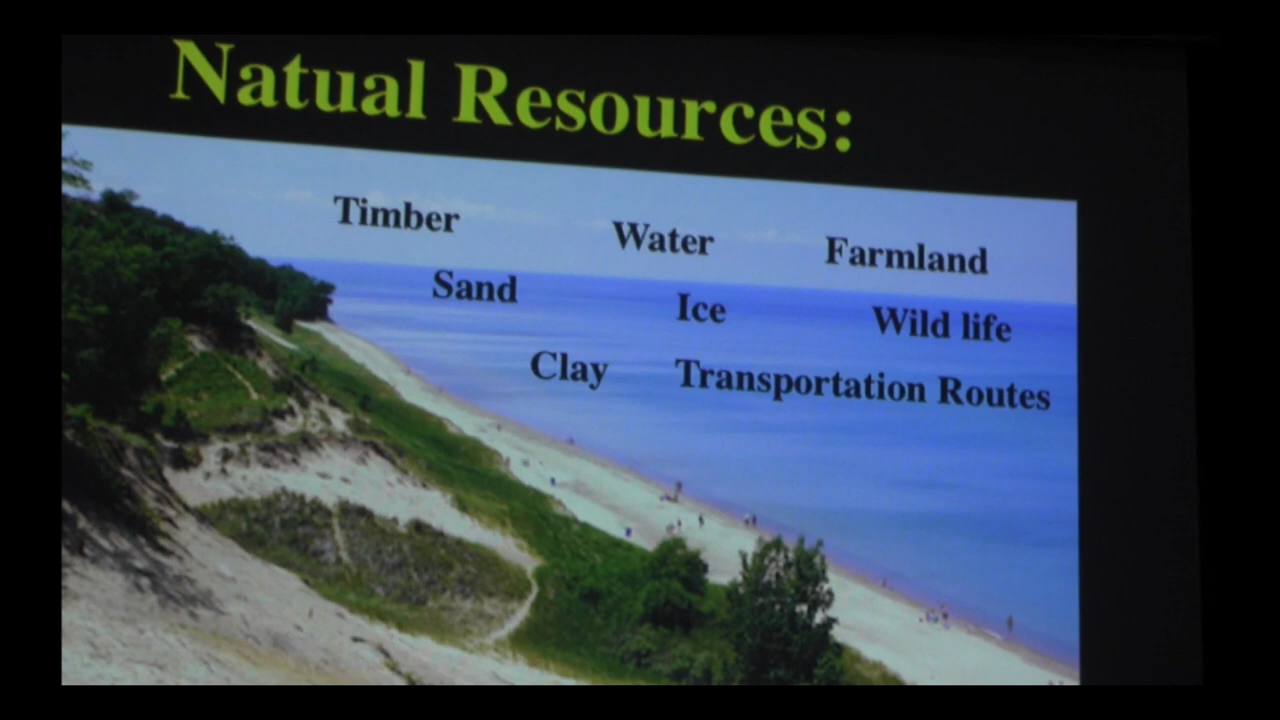 Natual Resources:
Timber Water Farmland
Sand Ice Wild life
Clay Transportation Routes